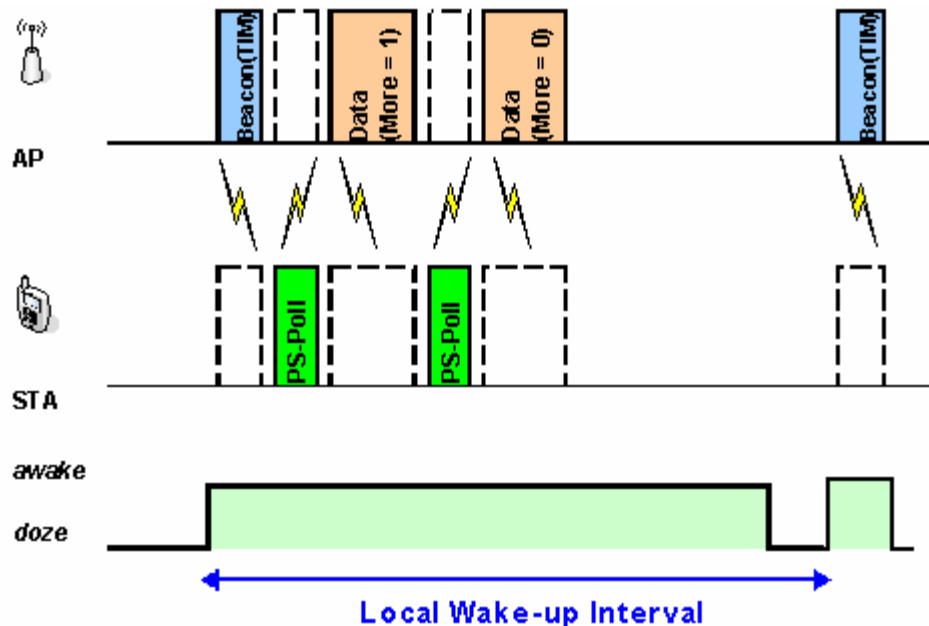 Beacon(TIM)
Data
(More = 1)
Data
(More = 0)
Beacon(TIM)
AP
PS-Poll
PS-Poll
STA
awake
doze
Local Wake-up Interval